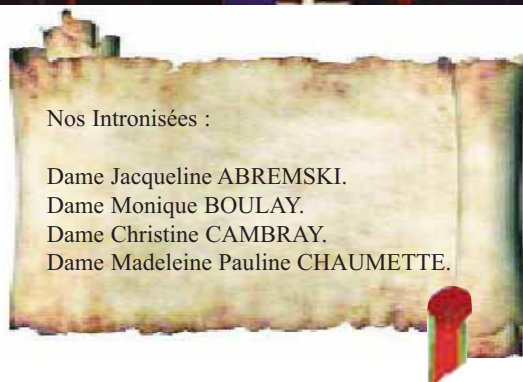 Nos Intronisées :
Dame Jacqueline ABREMSKI.
Dame Monique BOULAY.
Dame Christine CAMBRAY.
Dame Madeleine Pauline CHAUMETTE.